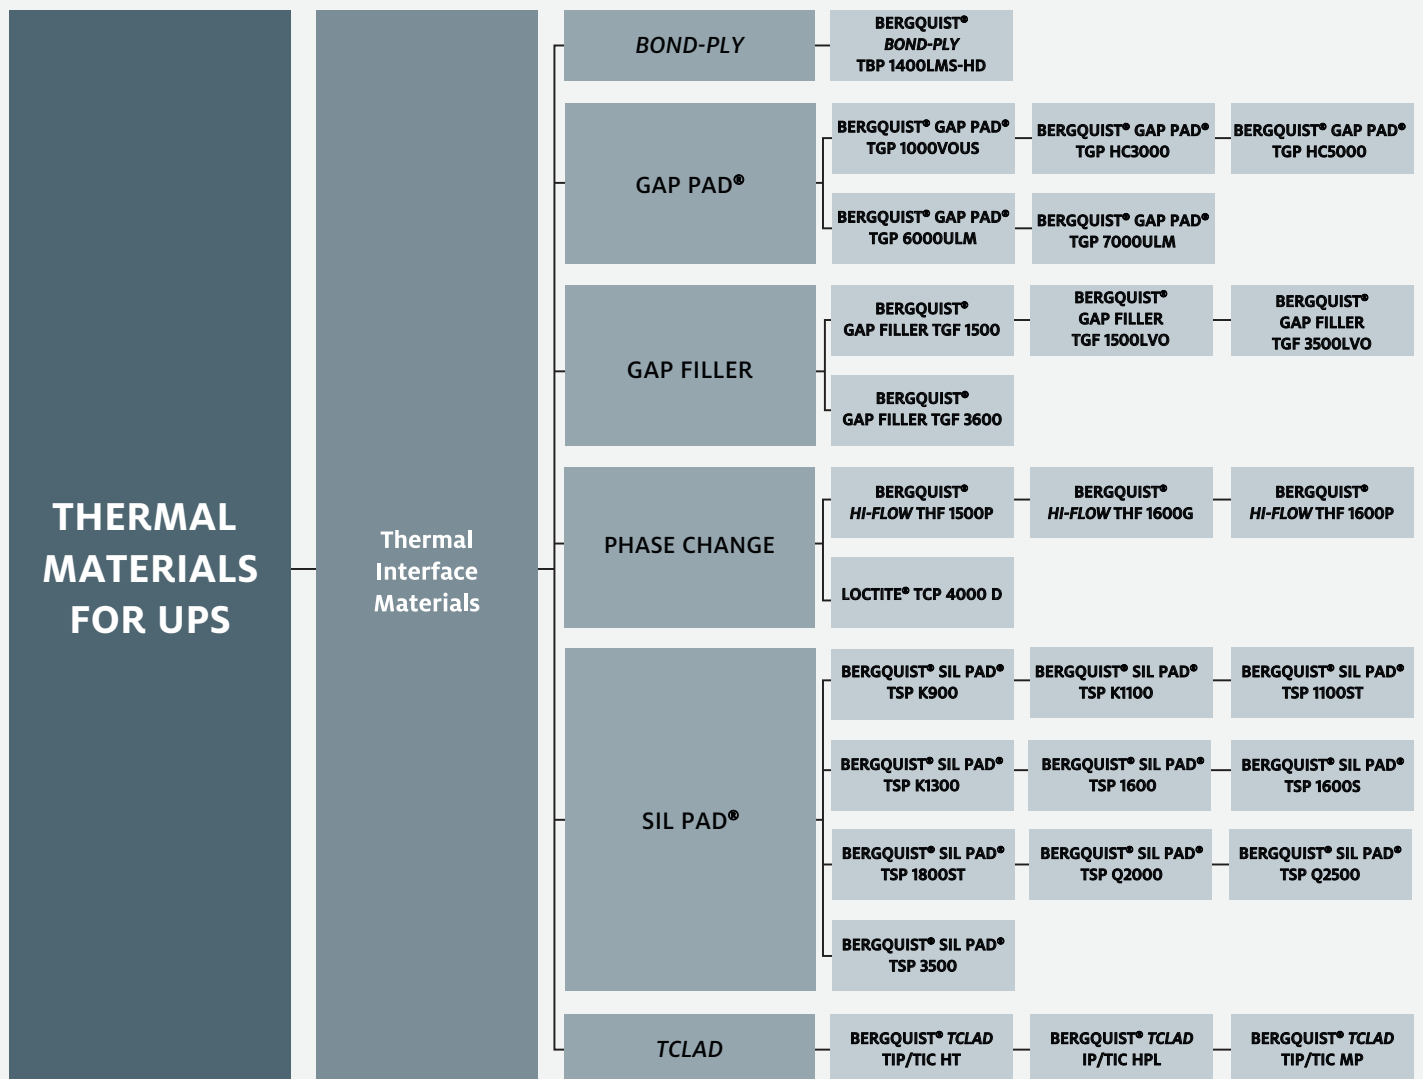 THERMAL
MATERIALS
FOR UPS
Thermal
Interface
Materials
BOND-PLY
BERGQUIST®
BOND-PLY
TBP 1400LMS-HD
GAP PAD®
BERGQUIST® GAP PAD®
TGP 1000VOUS
BERGQUIST® GAP PAD®
TGP HC3000
BERGQUIST® GAP PAD®
TGP HC5000
BERGQUIST® GAP PAD®
TGP 6000ULM
BERGQUIST® GAP PAD®
TGP 7000ULM
GAP FILLER
BERGQUIST®
GAP FILLER TGF 1500
BERGQUIST®
GAP FILLER
TGF 1500LVO
BERGQUIST®
GAP FILLER
TGF 3500LVO
BERGQUIST®
GAP FILLER TGF 3600
PHASE CHANGE
BERGQUIST®
HI-FLOW THF 1500P
BERGQUIST®
HI-FLOW THF 1600G
BERGQUIST®
HI-FLOW THF 1600P
LOCTITE® TCP 4000 D
SIL PAD®
BERGQUIST® SIL PAD®
TSP K900
BERGQUIST® SIL PAD®
TSP K1100
BERGQUIST® SIL PAD®
TSP 1100ST
BERGQUIST® SIL PAD®
TSP K1300
BERGQUIST® SIL PAD®
TSP 1600
BERGQUIST® SIL PAD®
TSP 1600S
BERGQUIST® SIL PAD®
TSP 1800ST
BERGQUIST® SIL PAD®
TSP Q2000
BERGQUIST® SIL PAD®
TSP Q2500
BERGQUIST® SIL PAD®
TSP 3500
TCLAD
BERGQUIST® TCLAD
TIP/TIC HT
BERGQUIST® TCLAD
IP/TIC HPL
BERGQUIST® TCLAD
TIP/TIC MP